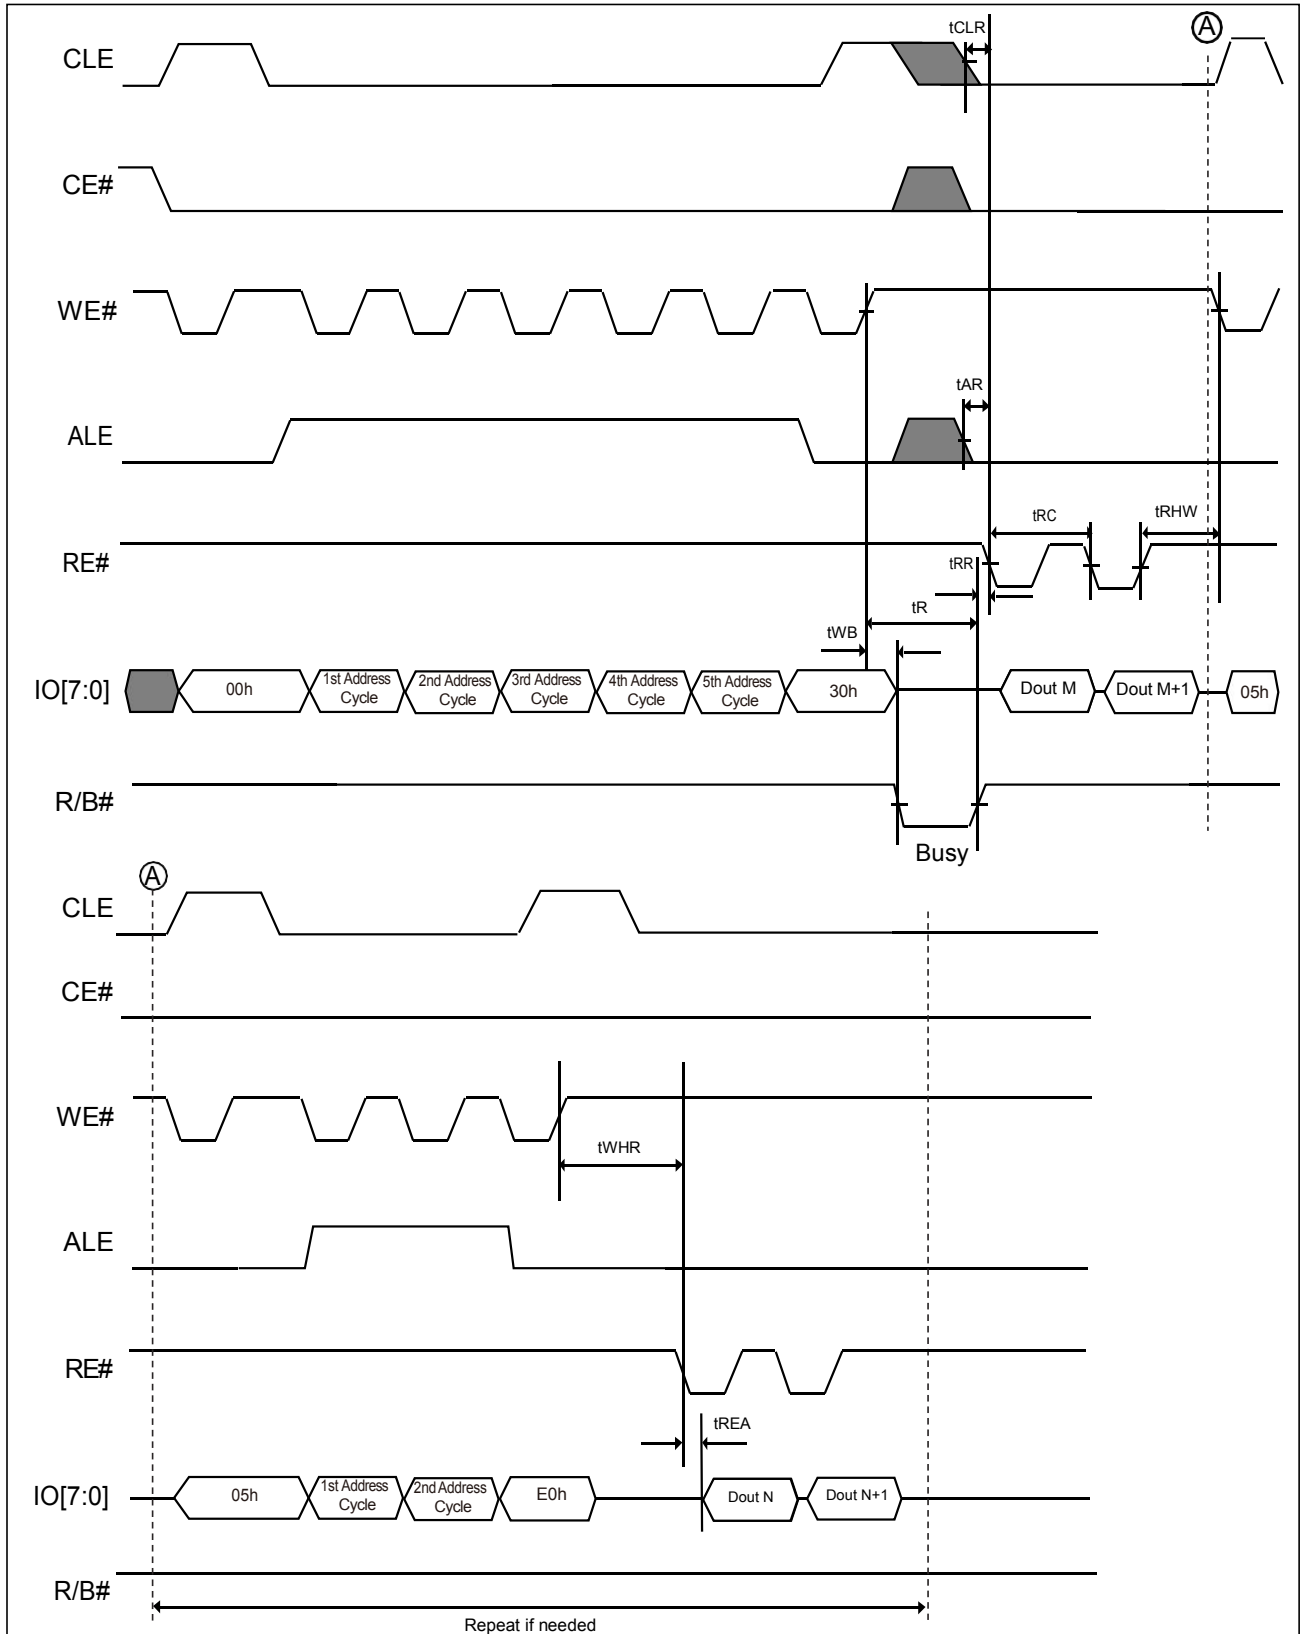 tCLR
A
CLE
CE#
WE#
tAR
ALE
tRC
tRHW
RE#
tRR
tR
tWB
IO[7:0]
00h
1st Address
Cycle
2nd Address
Cycle
3rd Address
Cycle
4th Address
Cycle
5th Address
Cycle
30h
Dout M
Dout M+1
05h
R/B#
Busy
A
CLE
CE#
WE#
tWHR
ALE
RE#
tREA
IO[7:0]
05h
1st Address
Cycle
2nd Address
Cycle
E0h
Dout N
Dout N+1
R/B#
Repeat if needed